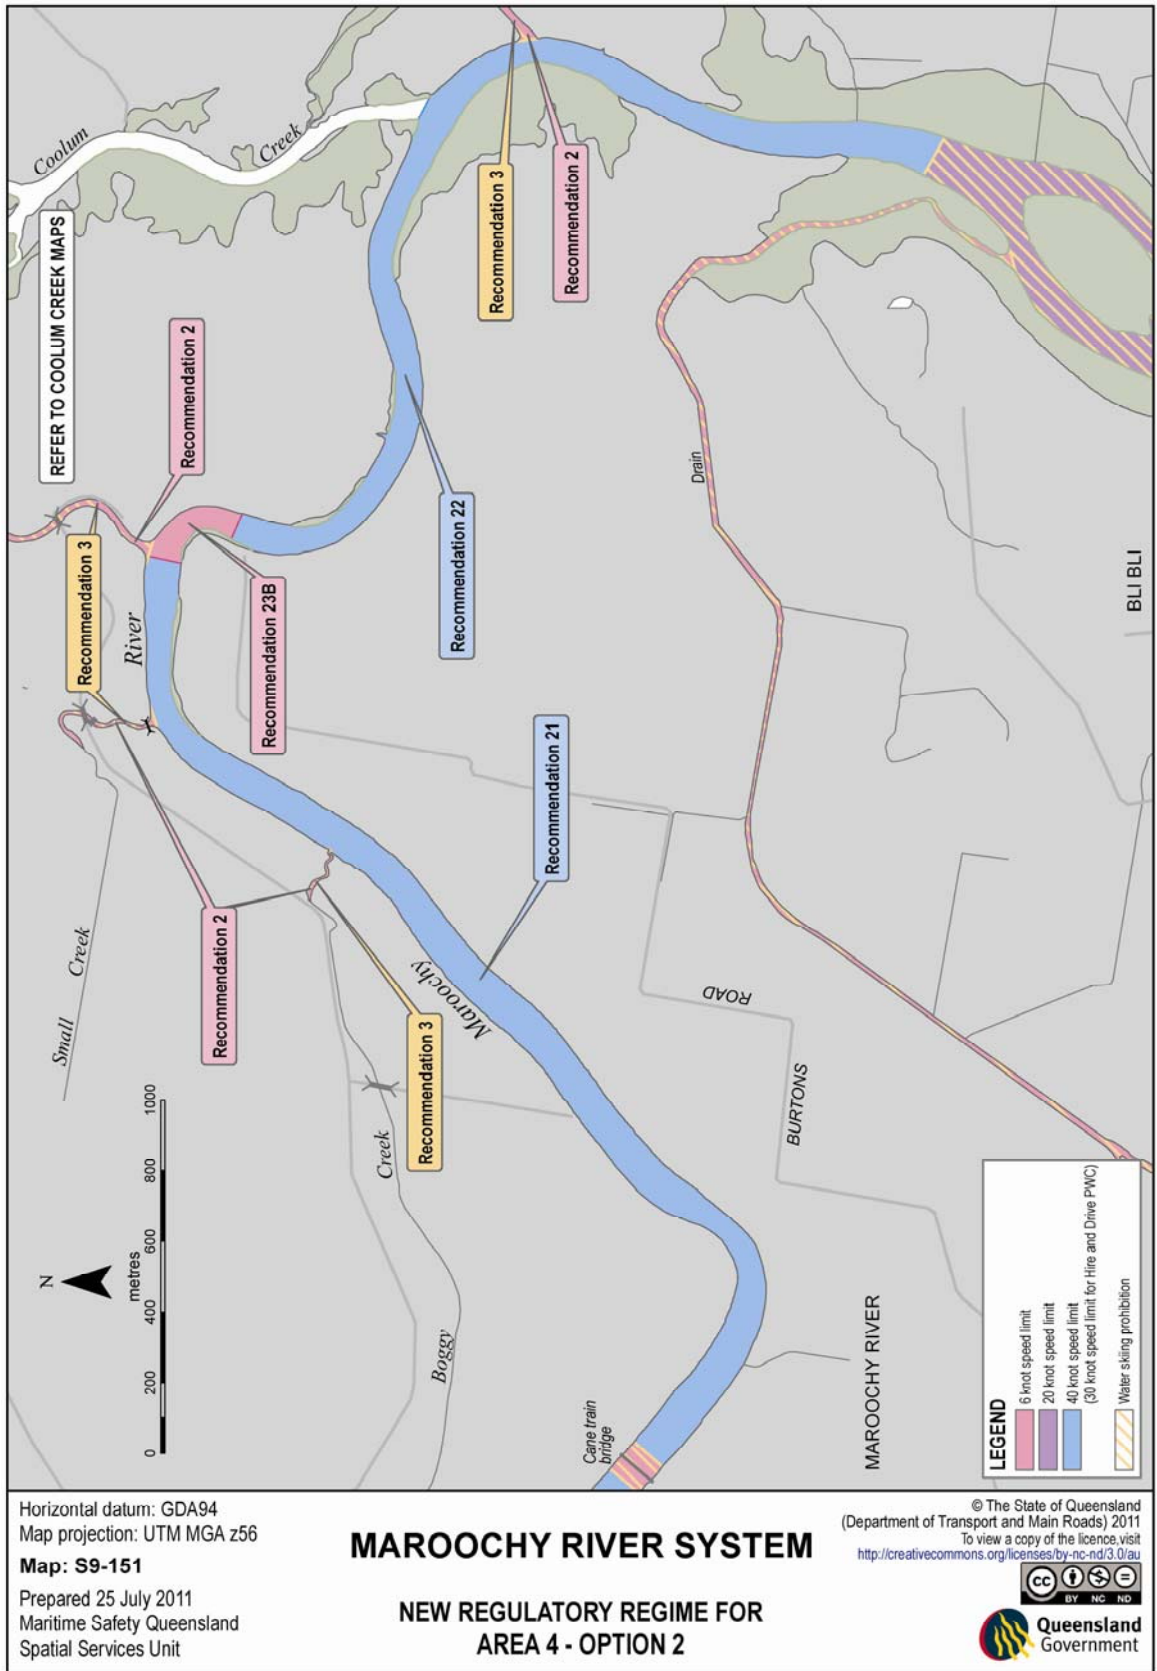 Coolum
Creek
REFER TO COOLUM CREEK MAPS
Recommendation 3
Recommendation 2
Recommendation 2
Recommendation 3
River
Recommendation 23B
Recommendation 22
Drain
BLI BLI
Recommendation 21
Small
Creek
Recommendation 2
Maroochy
Recommendation 3
ROAD
BURTONS
Creek
Boggy
N
metres
0 200 400 600 800 1000
Cane train
bridge
MAROOCHY RIVER
LEGEND
6 knot speed limit
20 knot speed limit
40 knot speed limit
(30 knot speed limit for Hire and Drive PWC)
Water skiing prohibition
Horizontal datum: GDA94
Map projection: UTM MGA z56
Map: S9-151
Prepared 25 July 2011
Maritime Safety Queensland
Spatial Services Unit
MAROOCHY RIVER SYSTEM
NEW REGULATORY REGIME FOR
AREA 4 - OPTION 2
© The State of Queensland
(Department of Transport and Main Roads) 2011
To view a copy of the licence,visit
http://creativecommons.org/licenses/by-nc-nd/3.0/au
cc
BY NC ND
Queensland
Government